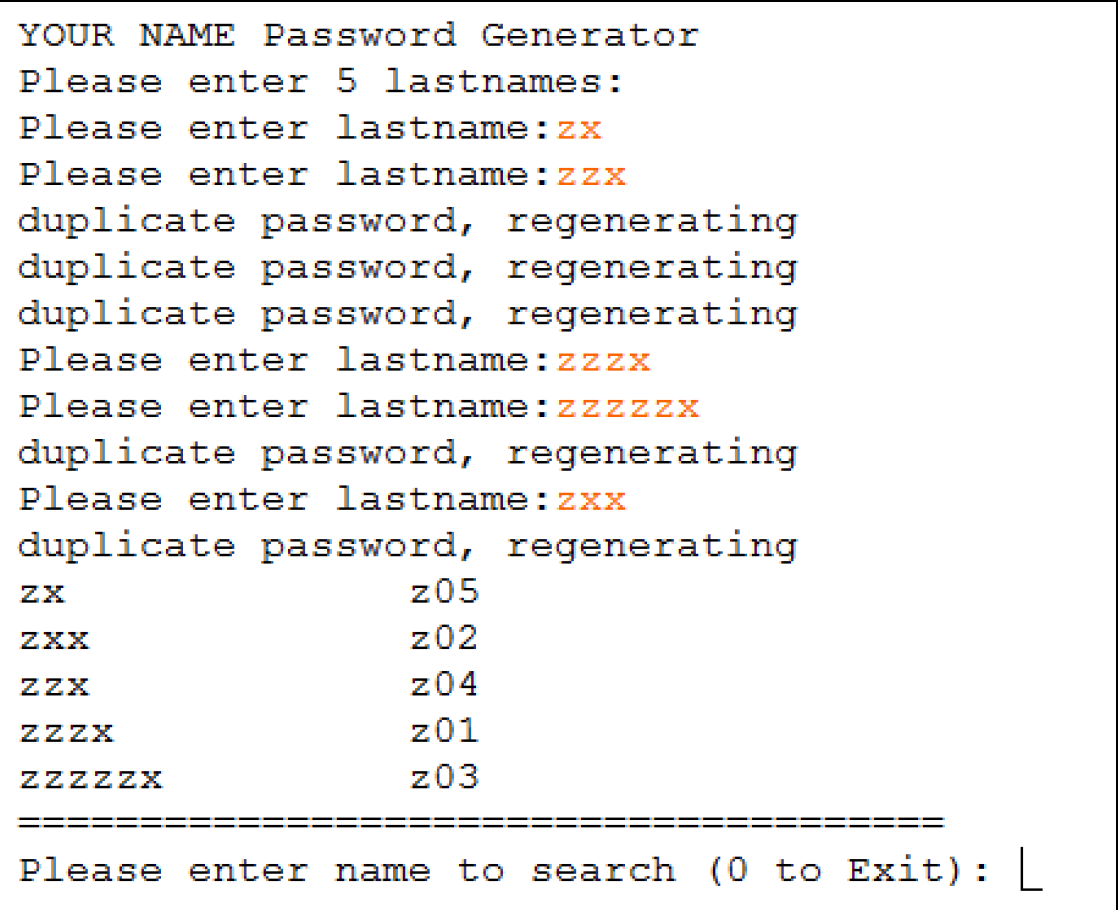 YOUR NAME Password Generator
Please enter 5 lastnames:
Please enter lastname:zx
Please enter lastname:zzx
duplicate password, regenerating
duplicate password, regenerating
duplicate password, regenerating
Please enter lastname:zzzx
Please enter lastname:zzzzzx
duplicate password, regenerating
Please enter lastname:zxx
duplicate password, regenerating
zx z05
zxx z02
zzx z04
zzzx z01
zzzzzx z03
======================================
Please enter name to search (0 to Exit):